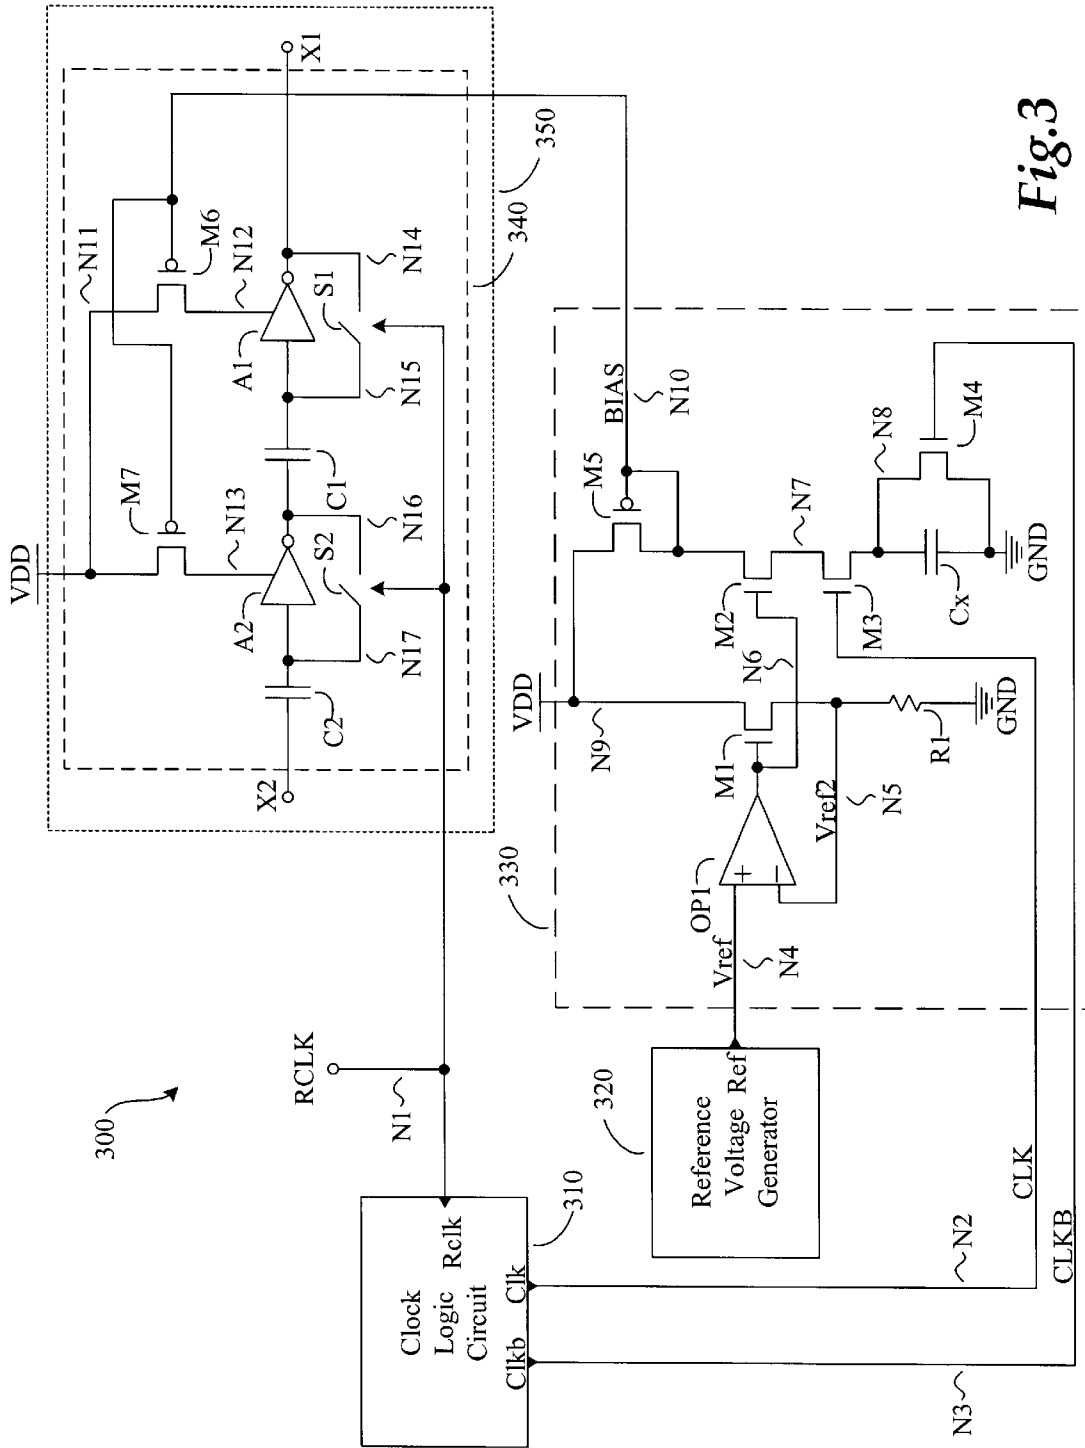 300
RCLK
N1
Clock
Logic
Circuit
Rclk
Clkb
Clk
310
320
Reference
Voltage
Generator
Ref
N3
N2
CLKB
CLK
330
Vref
N4
OP1
Vref2
N5
M1
N6
R1
GND
VDD
N9
M2
M3
N7
M5
BIAS
N10
Cx
N8
M4
GND
X2
C2
N17
A2
S2
N16
N13
M7
VDD
C1
N15
A1
S1
N14
N12
M6
N11
X1
340
350
Fig.3